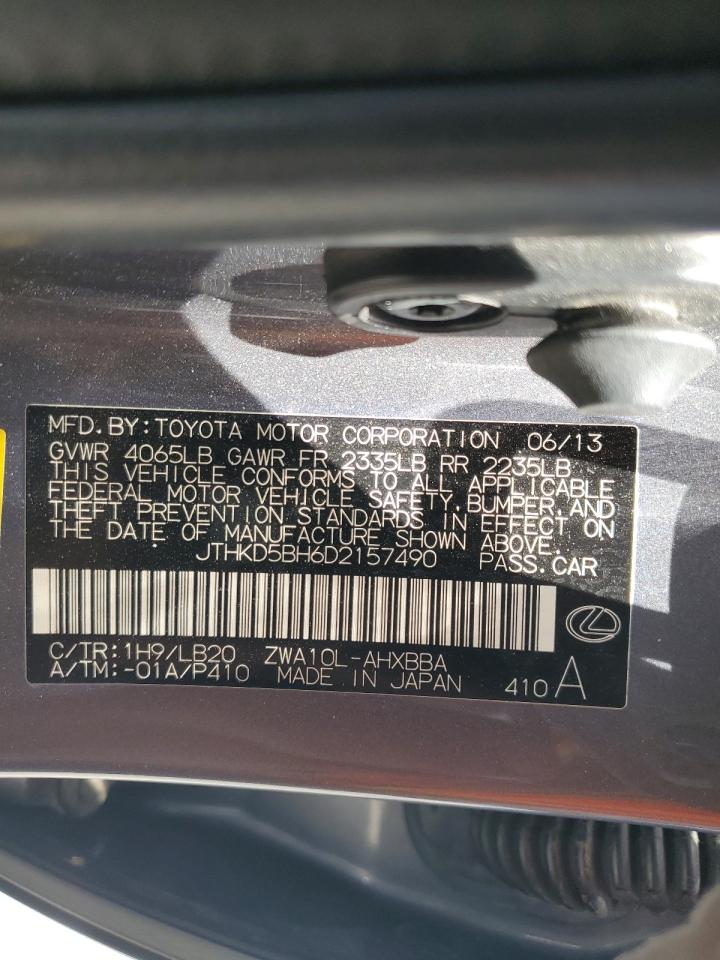 MFD.BY:TOYOTA MOTOR CORPORATION 06/13
GVWR 4065LB GAWR FR 2335LB RR 2235LB
THIS VEHICLE CONFORMS TO ALL APPLICABLE
FEDERAL MOTOR VEHICLE SAFETY,BUMPER,AND
THEFT PREVENTION STANDARDS IN EFFECT ON
THE DATE OF MANUFACTURE SHOWN ABOVE.
JTHKD5BH6D2157490 PASS.CAR
C/TR:1H9/LB20 ZWA10L-AHXBBA
A/TM:-01A/P410 MADE IN JAPAN 410A